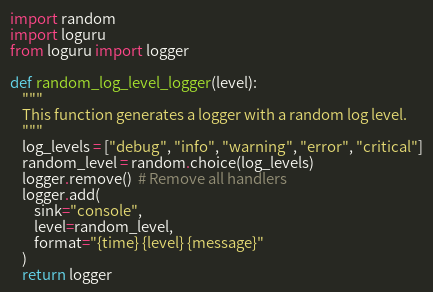 import random
import loguru
from loguru import logger
def random_log_level_logger(level):
"""
This function generates a logger with a random log level.
"""
log_levels = ["debug", "info", "warning", "error", "critical"]
random_level = random.choice(log_levels)
logger.remove()  # Remove all handlers
logger.add(
sink="console",
level=random_level,
format="{time} {level} {message}"
)
return logger